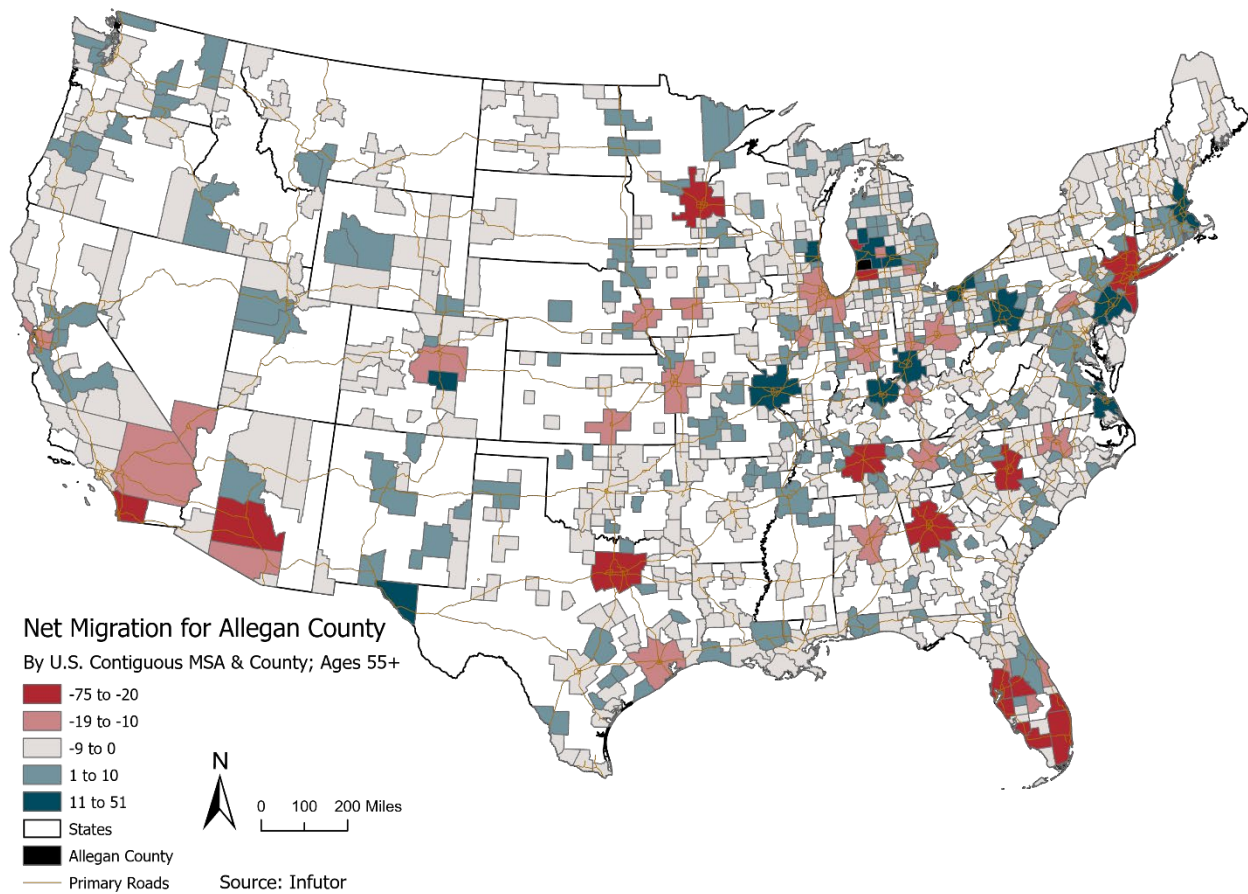 Net Migration for Allegan County
By U.S. Contiguous MSA & County; Ages 55+
-75 to -20
-19 to -10
-9 to 0
1 to 10
11 to 51
States
Allegan County
Primary Roads
N
0 100 200 Miles
Source: Infutor